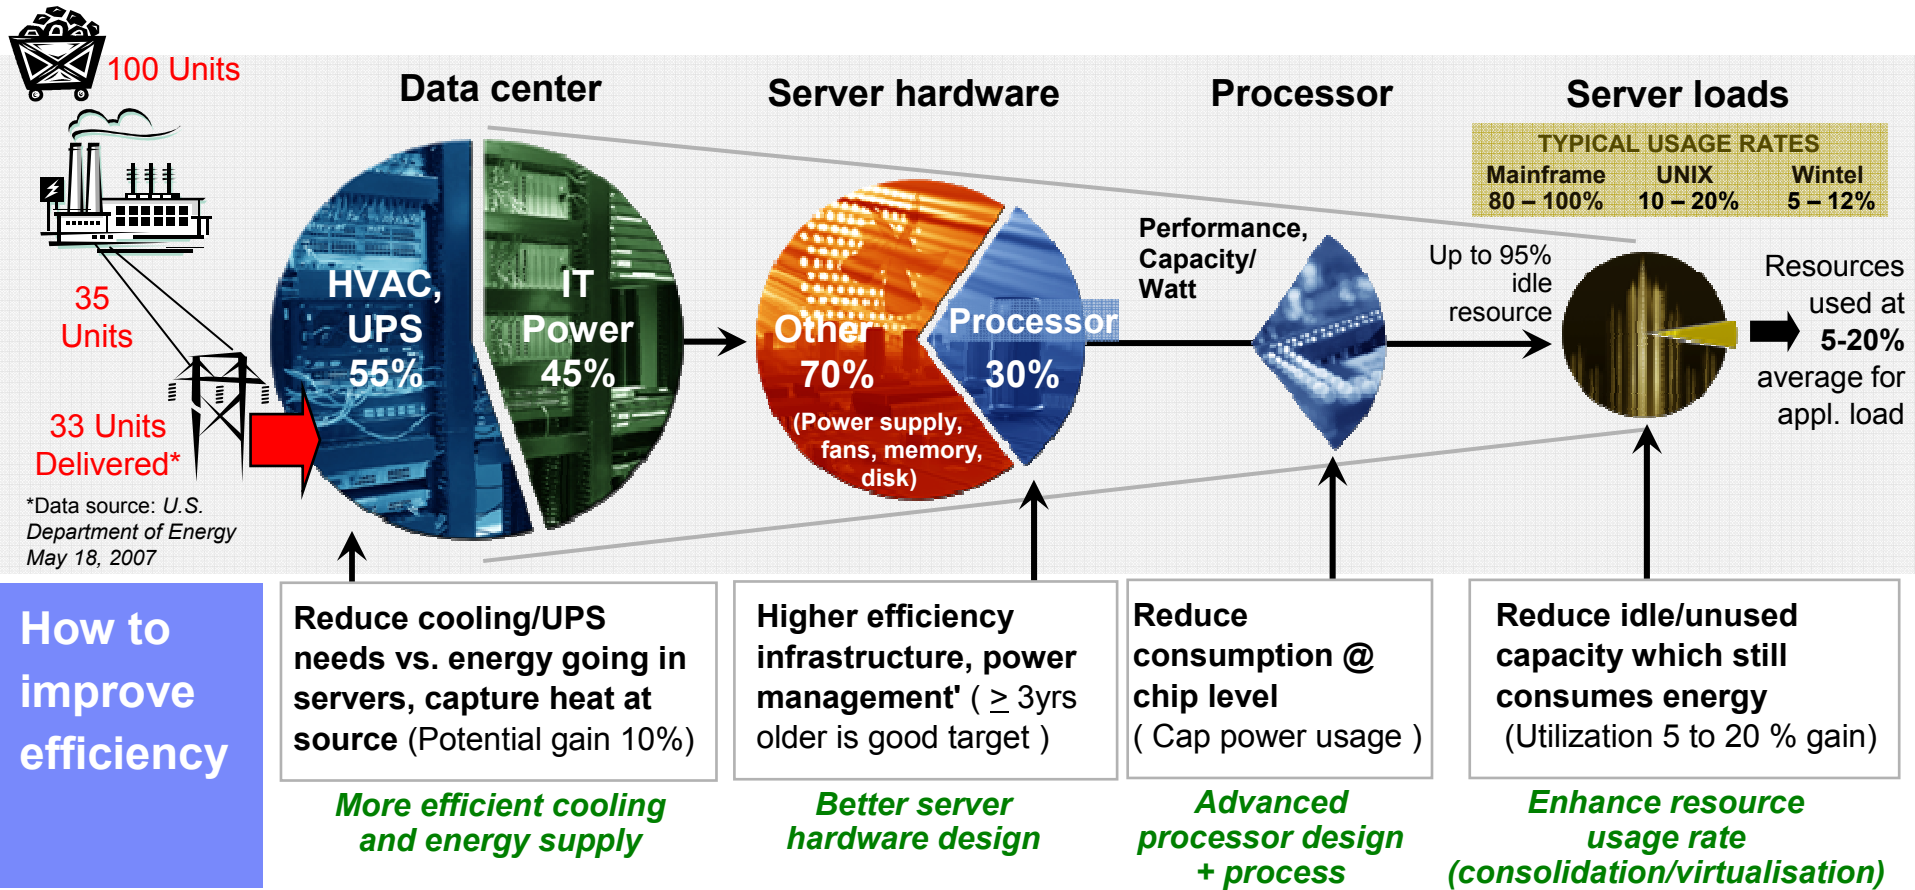 100 Units
35
Units
33 Units
Delivered*
*Data source: U.S.
Department of Energy
May 18, 2007
Data center
HVAC,
UPS
55%
IT
Power
45%
Server hardware
Other
70%
(Power supply,
fans, memory,
disk)
Processor
30%
Processor
Performance,
Capacity/
Watt
Server loads
TYPICAL USAGE RATES
Mainframe UNIX Wintel
80 – 100% 10 – 20% 5 – 12%
Up to 95%
idle
resource
Resources
used at
5-20%
average for
appl. load
How to
improve
efficiency
Reduce cooling/UPS
needs vs. energy going in
servers, capture heat at
source (Potential gain 10%)
More efficient cooling
and energy supply
Higher efficiency
infrastructure, power
management' ( ≥ 3yrs
older is good target )
Better server
hardware design
Reduce
consumption @
chip level
( Cap power usage )
Advanced
processor design
+ process
Reduce idle/unused
capacity which still
consumes energy
(Utilization 5 to 20 % gain)
Enhance resource
usage rate
(consolidation/virtualisation)